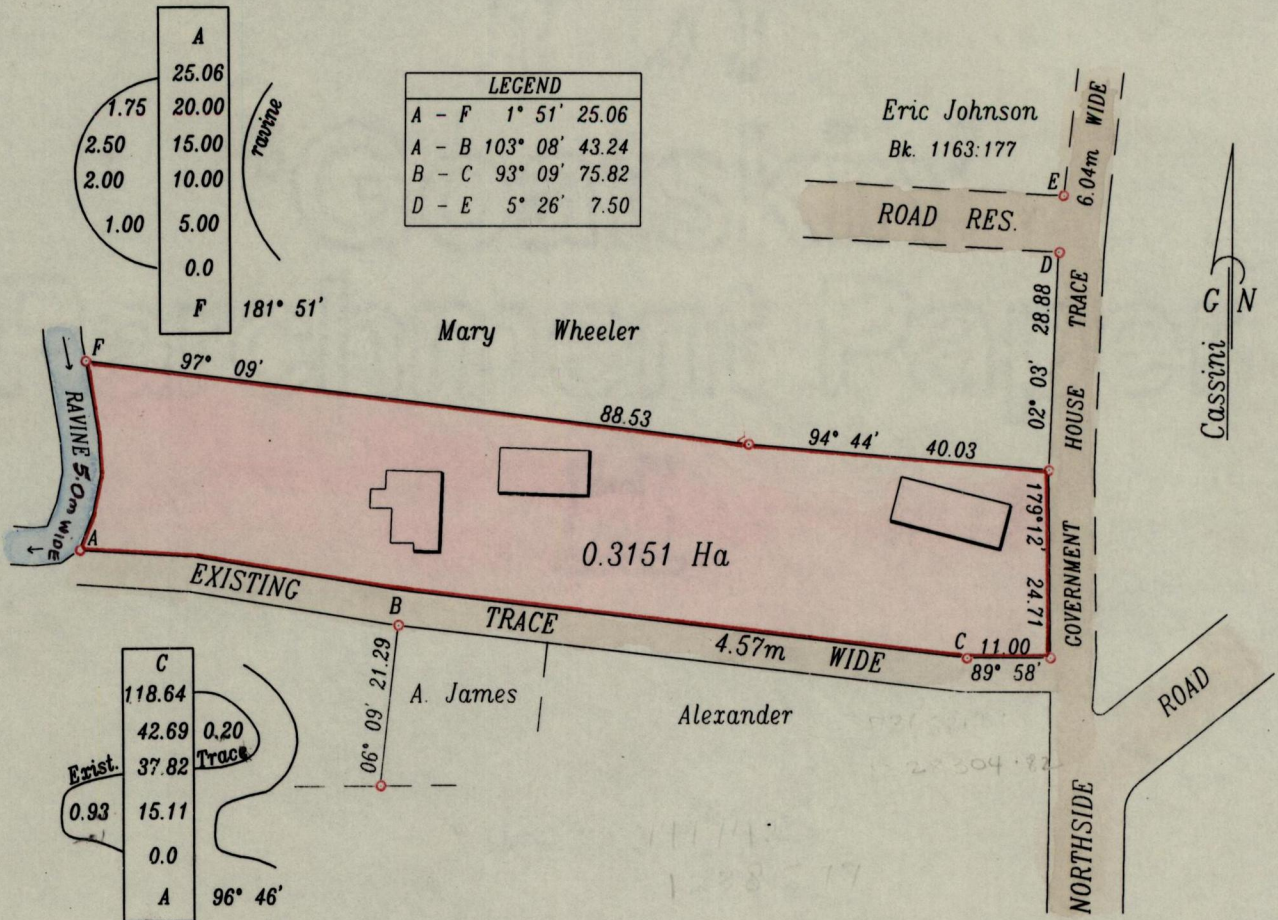 A
25.06
1.75 20.00
2.50 15.00
2.00 10.00
1.00 5.00
0.0
F 181° 51'
ravine
LEGEND
A - F 1° 51' 25.06
A - B 103° 08' 43.24
B - C 93° 09' 75.82
D - E 5° 26' 7.50
Eric Johnson
Bk. 1163:177
6.04m WIDE
E
ROAD RES.
D
G N
Cassini
Mary Wheeler
28.88
02° 03'
GOVERNMENT HOUSE TRACE
F
97° 09'
88.53
94° 44'
40.03
RAVINE 5.0m WIDE
→
←
179° 12'
24.71
0.3151 Ha
A
EXISTING TRACE 4.57m WIDE
B
C 11.00
89° 58'
06° 09' 21.29
A. James
Alexander
ROAD
NORTHSIDE
C
118.64
42.69 0.20
Exist. 37.82 Trace
0.93 15.11
0.0
A 96° 46'